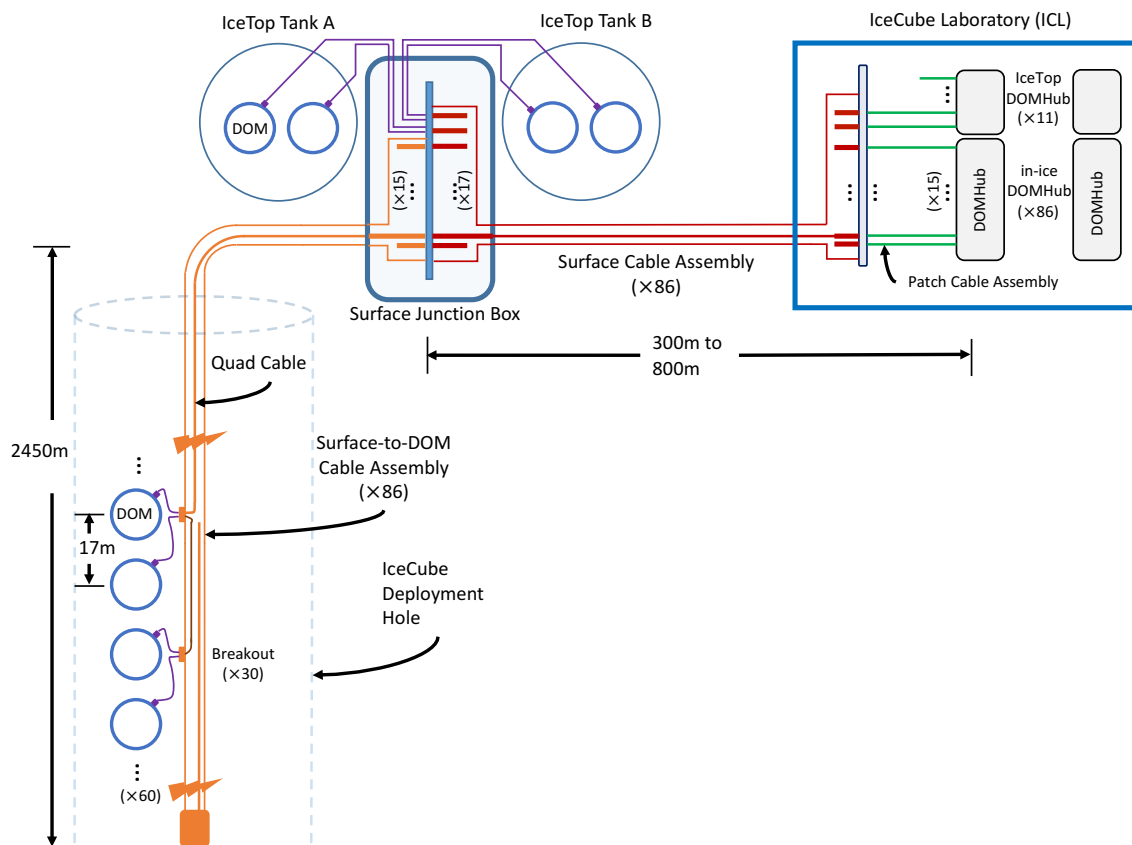 IceTop Tank A
IceTop Tank B
IceCube Laboratory (ICL)
DOM
IceTop
DOMHub
(×11)
(×15)
(×17)
(×15)
DOMHub
in-ice
DOMHub
(×86)
DOMHub
Surface Cable Assembly
(×86)
Patch Cable Assembly
Surface Junction Box
300m to
800m
Quad Cable
2450m
Surface-to-DOM
Cable Assembly
(×86)
DOM
17m
IceCube
Deployment
Hole
Breakout
(×30)
(×60)